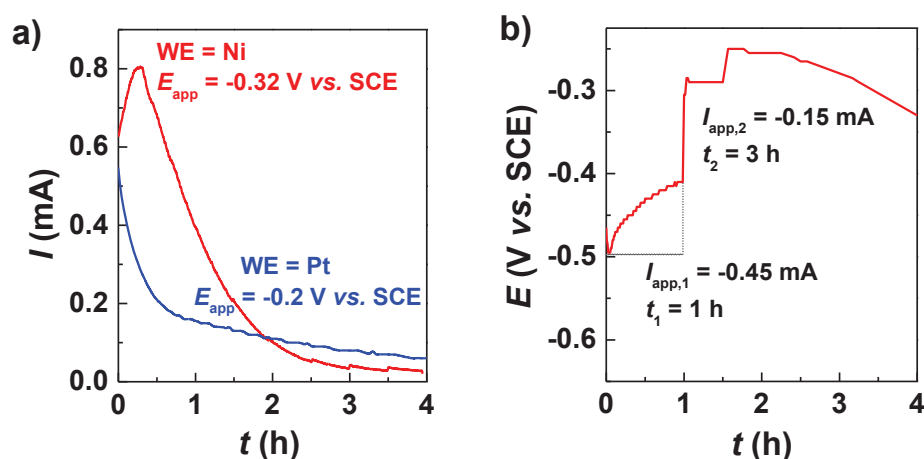 a)
WE = Ni
E_app = -0.32 V vs. SCE
WE = Pt
E_app = -0.2 V vs. SCE
0.8
0.6
0.4
0.2
0.0
I (mA)
0 1 2 3 4
t (h)
b)
I_app,2 = -0.15 mA
t_2 = 3 h
I_app,1 = -0.45 mA
t_1 = 1 h
-0.3
-0.4
-0.5
-0.6
E (V vs. SCE)
0 1 2 3 4
t (h)